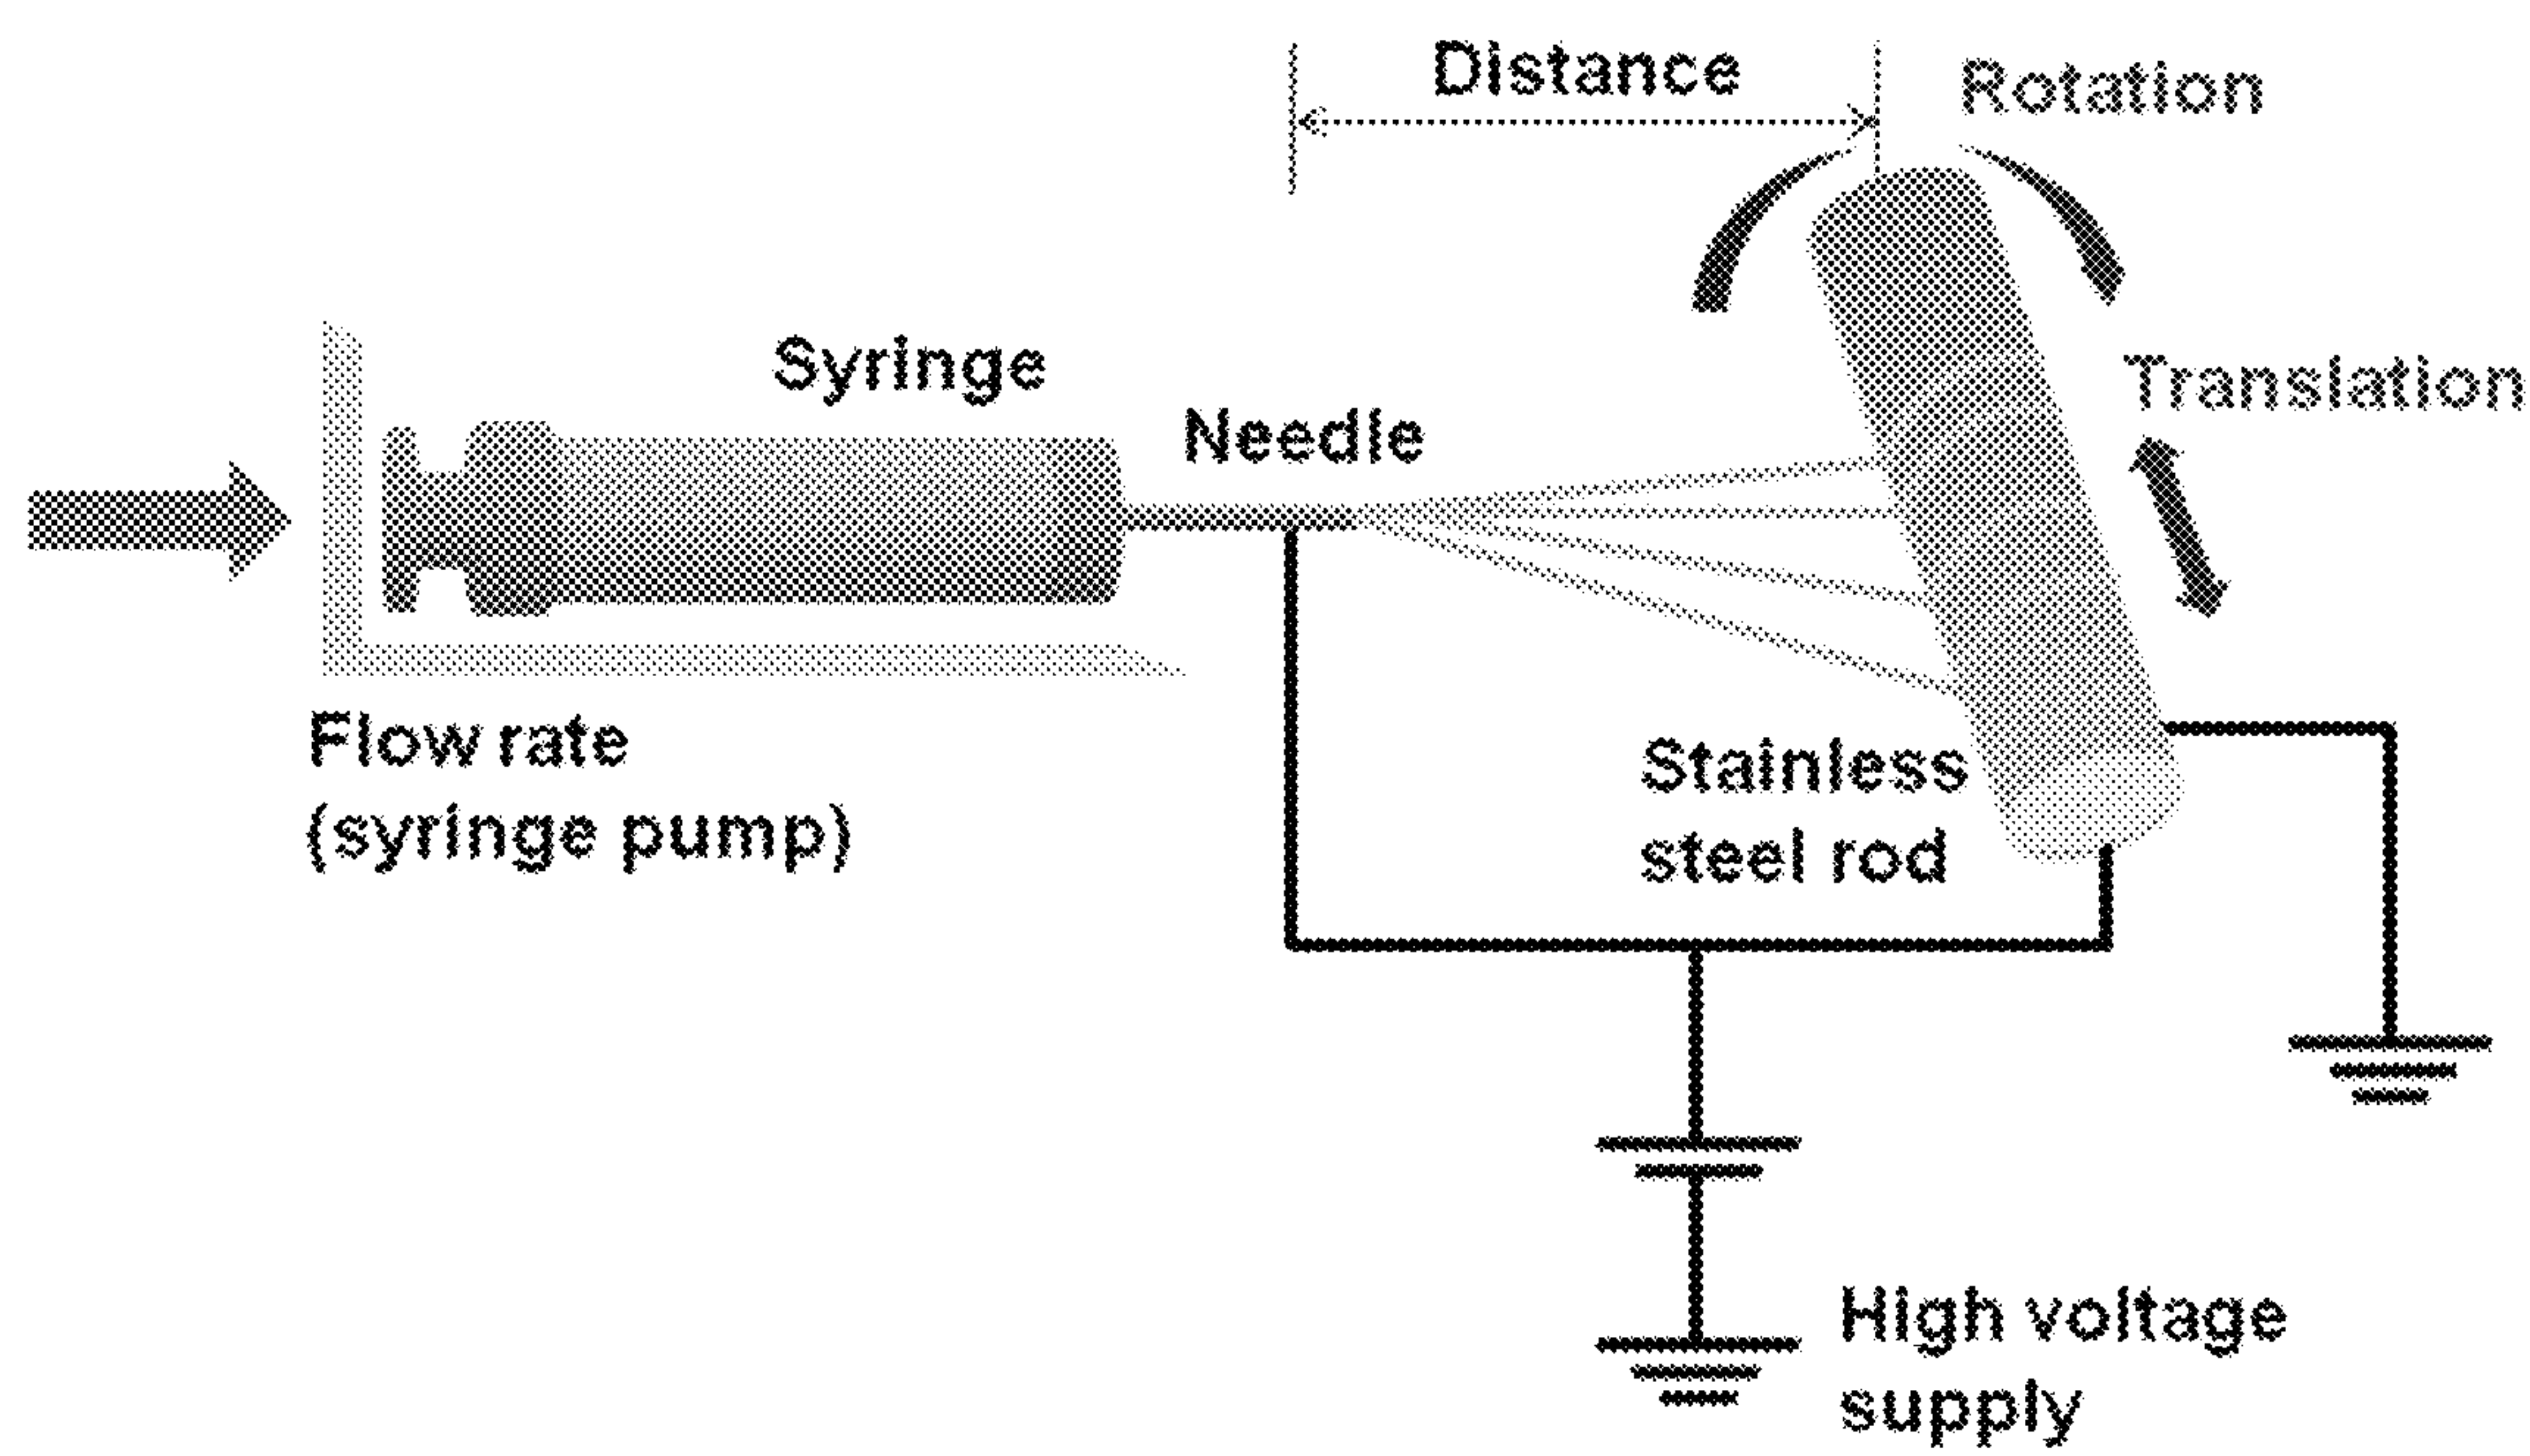 Distance
Rotation
Syringe
Needle
Translation
Flow rate
(syringe pump)
Stainless
steel rod
High voltage
supply